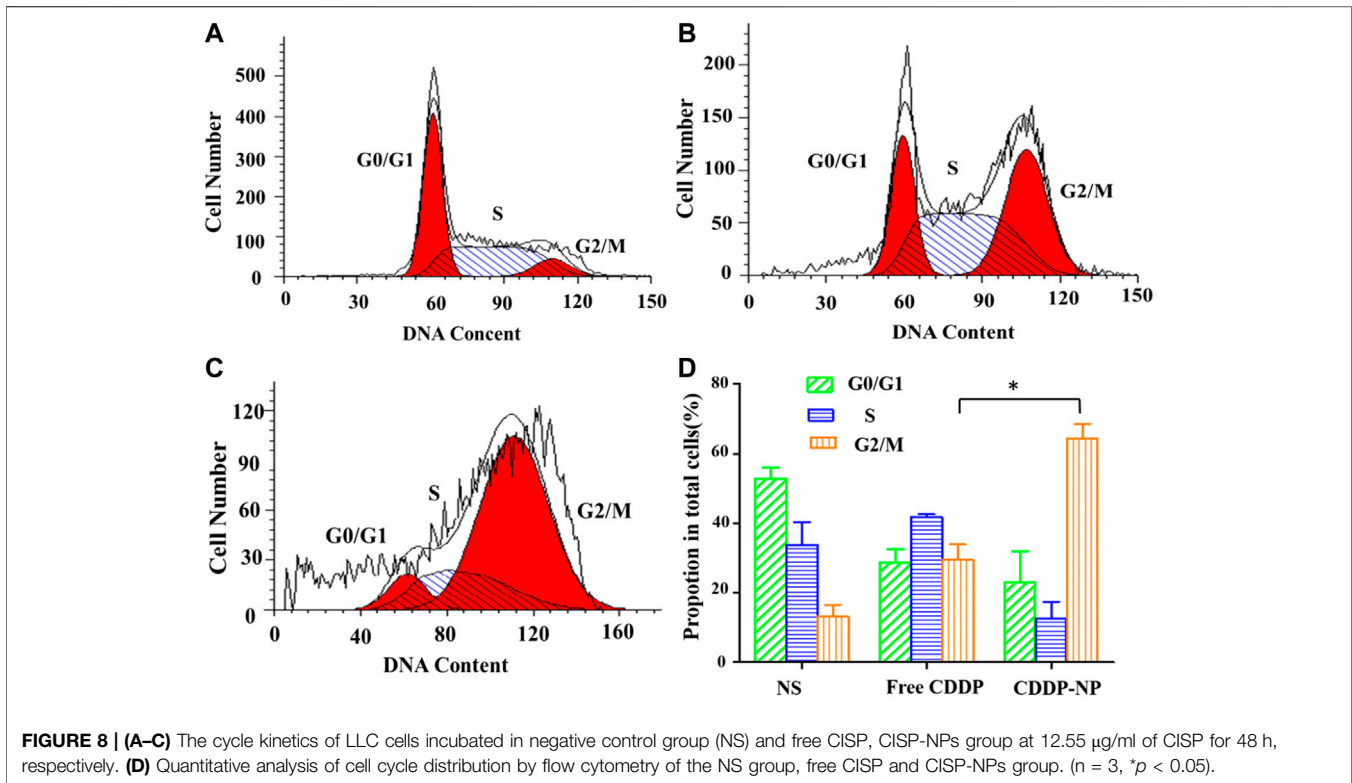 A
500
400
300
200
100
0
Cell Number
G0/G1
S
G2/M
0 30 60 90 120 150
DNA Concent
B
200
150
100
50
0
Cell Number
G0/G1
S
G2/M
0 30 60 90 120 150
DNA Content
C
120
90
60
30
0
Cell Number
G0/G1
S
G2/M
0 40 80 120 160
DNA Content
D
80
60
40
20
0
Propotion in total cells(%)
G0/G1
S
G2/M
*
NS Free CDDP CDDP-NP
FIGURE 8 | (A–C) The cycle kinetics of LLC cells incubated in negative control group (NS) and free CISP, CISP-NPs group at 12.55 μg/ml of CISP for 48 h,
respectively. (D) Quantitative analysis of cell cycle distribution by flow cytometry of the NS group, free CISP and CISP-NPs group. (n = 3, *p < 0.05).